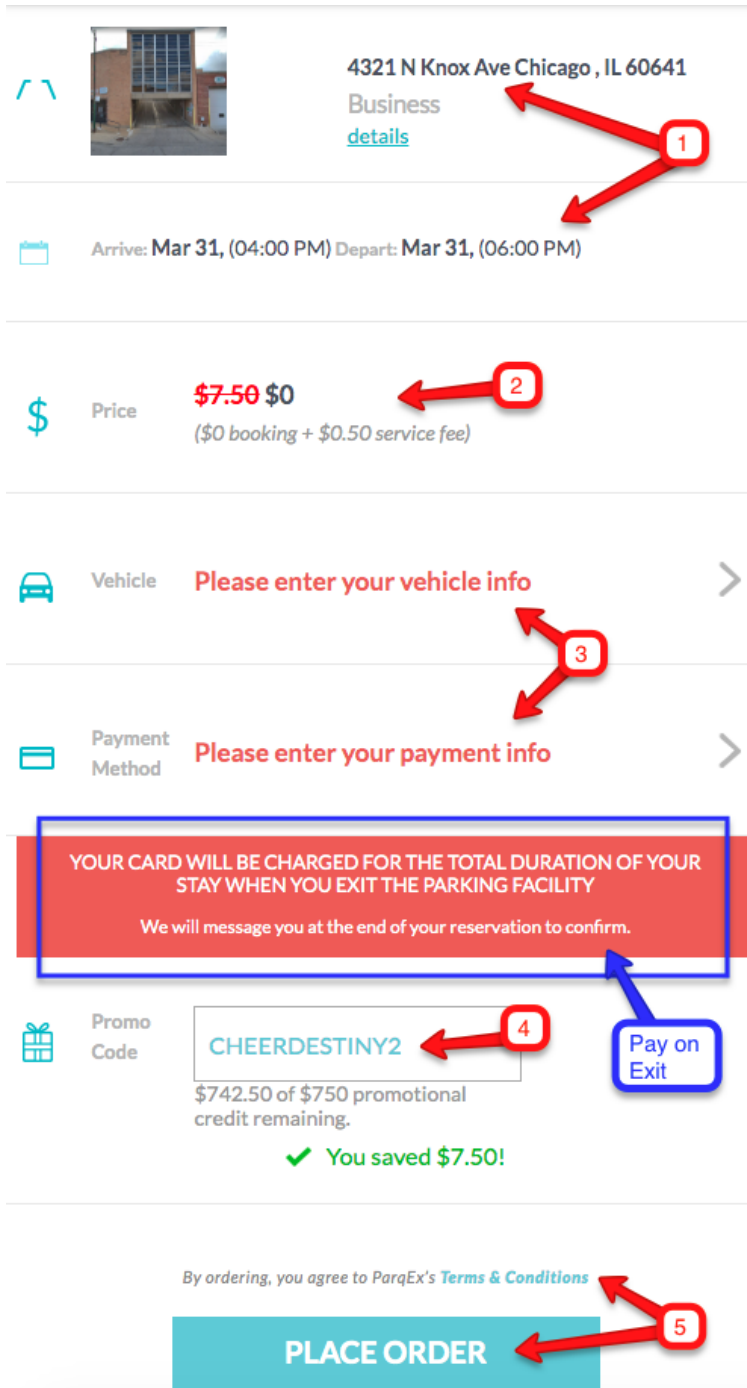 4321 N Knox Ave Chicago , IL 60641
Business
details
1
Arrive: Mar 31, (04:00 PM) Depart: Mar 31, (06:00 PM)
$7.50 $0
2
Price
($0 booking + $0.50 service fee)
Vehicle
Please enter your vehicle info
3
Payment
Method
Please enter your payment info
YOUR CARD WILL BE CHARGED FOR THE TOTAL DURATION OF YOUR
STAY WHEN YOU EXIT THE PARKING FACILITY
We will message you at the end of your reservation to confirm.
Promo
Code
CHEERDESTINY2
4
Pay on
Exit
$742.50 of $750 promotional
credit remaining.
You saved $7.50!
By ordering, you agree to ParqEx's Terms & Conditions
5
PLACE ORDER